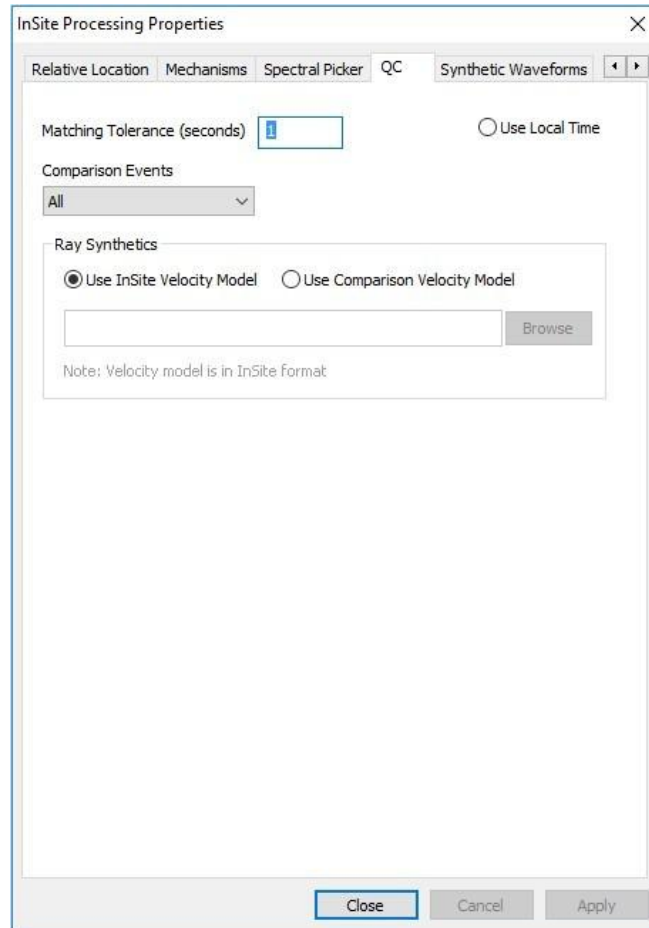 InSite Processing Properties
Relative Location Mechanisms Spectral Picker QC Synthetic Waveforms
Matching Tolerance (seconds) 1 Use Local Time
Comparison Events
All
Ray Synthetics
Use InSite Velocity Model Use Comparison Velocity Model
Browse
Note: Velocity model is in InSite format
Close Cancel Apply